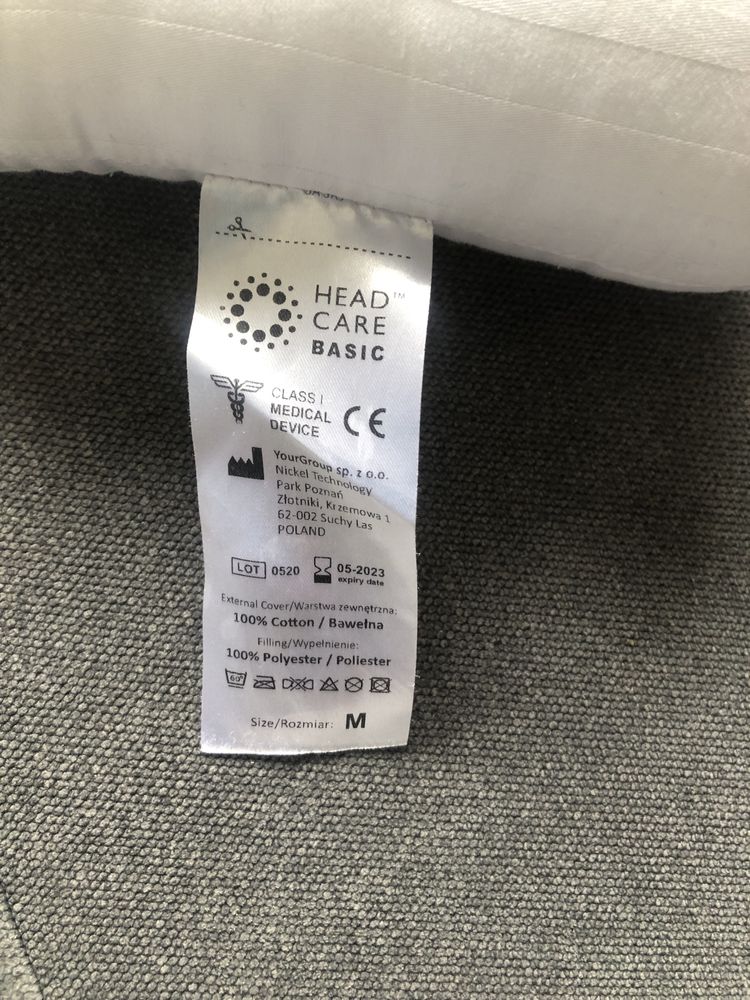 HEAD™
CARE
BASIC
CLASS I
MEDICAL
DEVICE
CE
YourGroup sp. z o.o.
Nickel Technology
Park Poznań
Złotniki, Krzemowa 1
62-002 Suchy Las
POLAND
LOT 0520 05-2023
expiry date
External Cover/Warstwa zewnętrzna:
100% Cotton / Bawełna
Filling/Wypełnienie:
100% Polyester / Poliester
60°
Size/Rozmiar: M